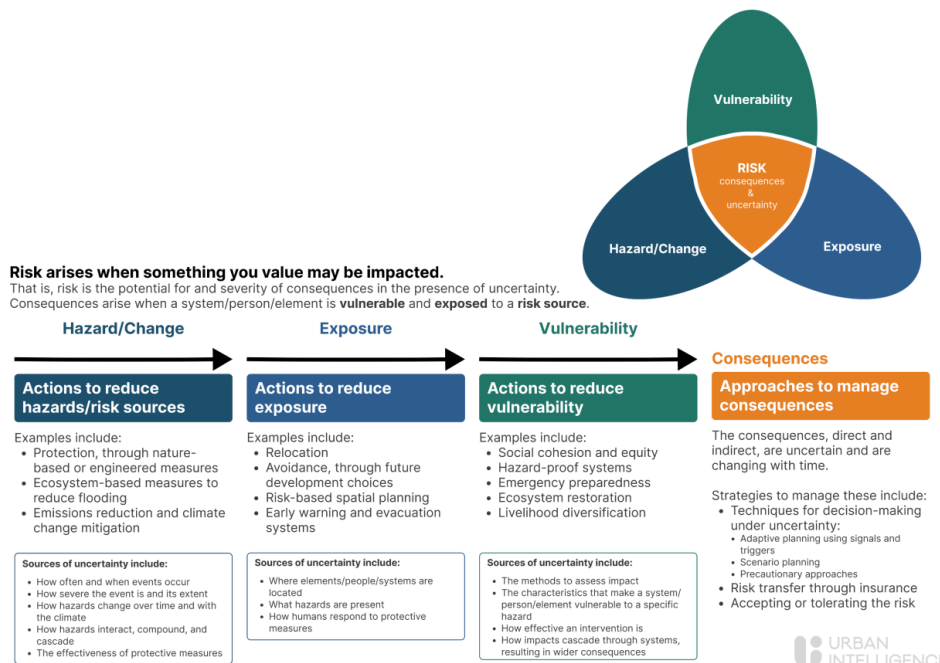 Vulnerability
RISK
consequences
&
uncertainty
Hazard/Change
Exposure
Risk arises when something you value may be impacted.
That is, risk is the potential for and severity of consequences in the presence of uncertainty.
Consequences arise when a system/person/element is vulnerable and exposed to a risk source.
Hazard/Change
Actions to reduce
hazards/risk sources
Examples include:
• Protection, through nature-
based or engineered measures
• Ecosystem-based measures to
reduce flooding
• Emissions reduction and climate
change mitigation
Sources of uncertainty include:
• How often and when events occur
• How severe the event is and its extent
• How hazards change over time and with
the climate
• How hazards interact, compound, and
cascade
• The effectiveness of protective measures
Exposure
Actions to reduce
exposure
Examples include:
• Relocation
• Avoidance, through future
development choices
• Risk-based spatial planning
• Early warning and evacuation
systems
Sources of uncertainty include:
• Where elements/people/systems are
located
• What hazards are present
• How humans respond to protective
measures
Vulnerability
Actions to reduce
vulnerability
Examples include:
• Social cohesion and equity
• Hazard-proof systems
• Emergency preparedness
• Ecosystem restoration
• Livelihood diversification
Sources of uncertainty include:
• The methods to assess impact
• The characteristics that make a system/
person/element vulnerable to a specific
hazard
• How effective an intervention is
• How impacts cascade through systems,
resulting in wider consequences
Consequences
Approaches to manage
consequences
The consequences, direct and
indirect, are uncertain and are
changing with time.
Strategies to manage these include:
• Techniques for decision-making
under uncertainty:
• Adaptive planning using signals and
triggers
• Scenario planning
• Precautionary approaches
• Risk transfer through insurance
• Accepting or tolerating the risk
URBAN
INTELLIGENCE